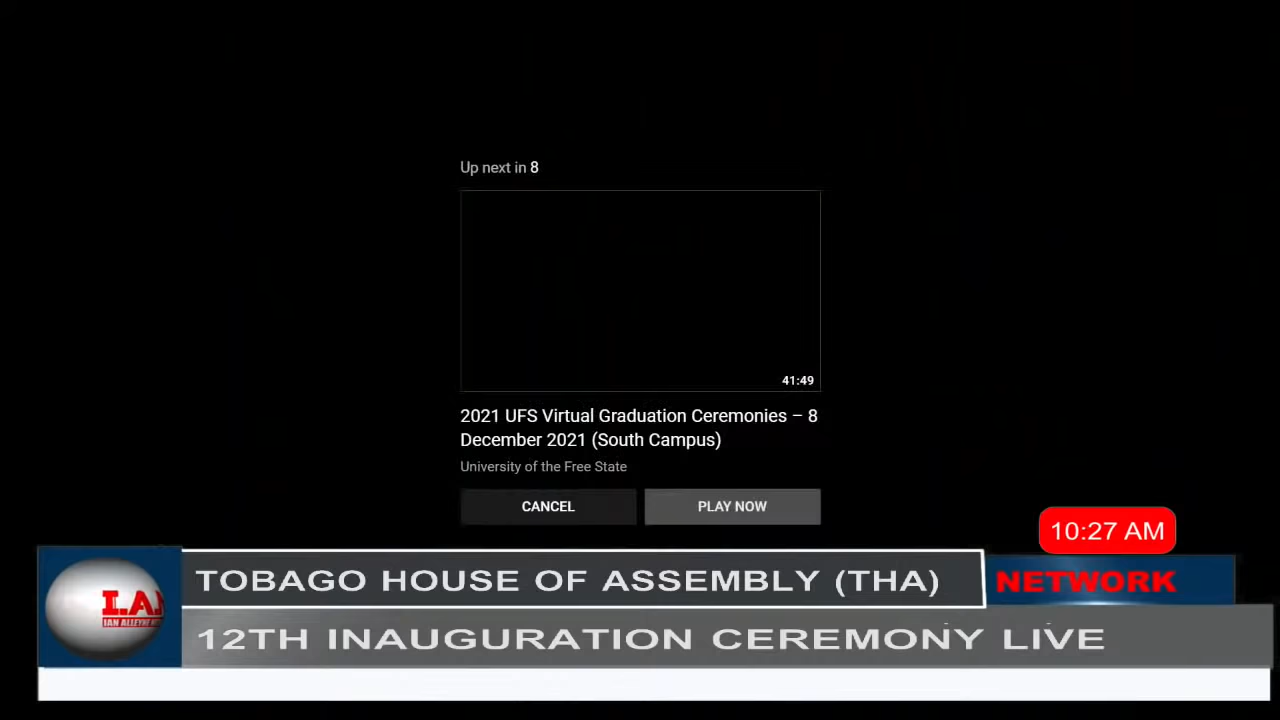 Up next in 8
41:49
2021 UFS Virtual Graduation Ceremonies – 8
December 2021 (South Campus)
University of the Free State
CANCEL
PLAY NOW
10:27 AM
TOBAGO HOUSE OF ASSEMBLY (THA)
NETWORK
I.A
12TH INAUGURATION CEREMONY LIVE